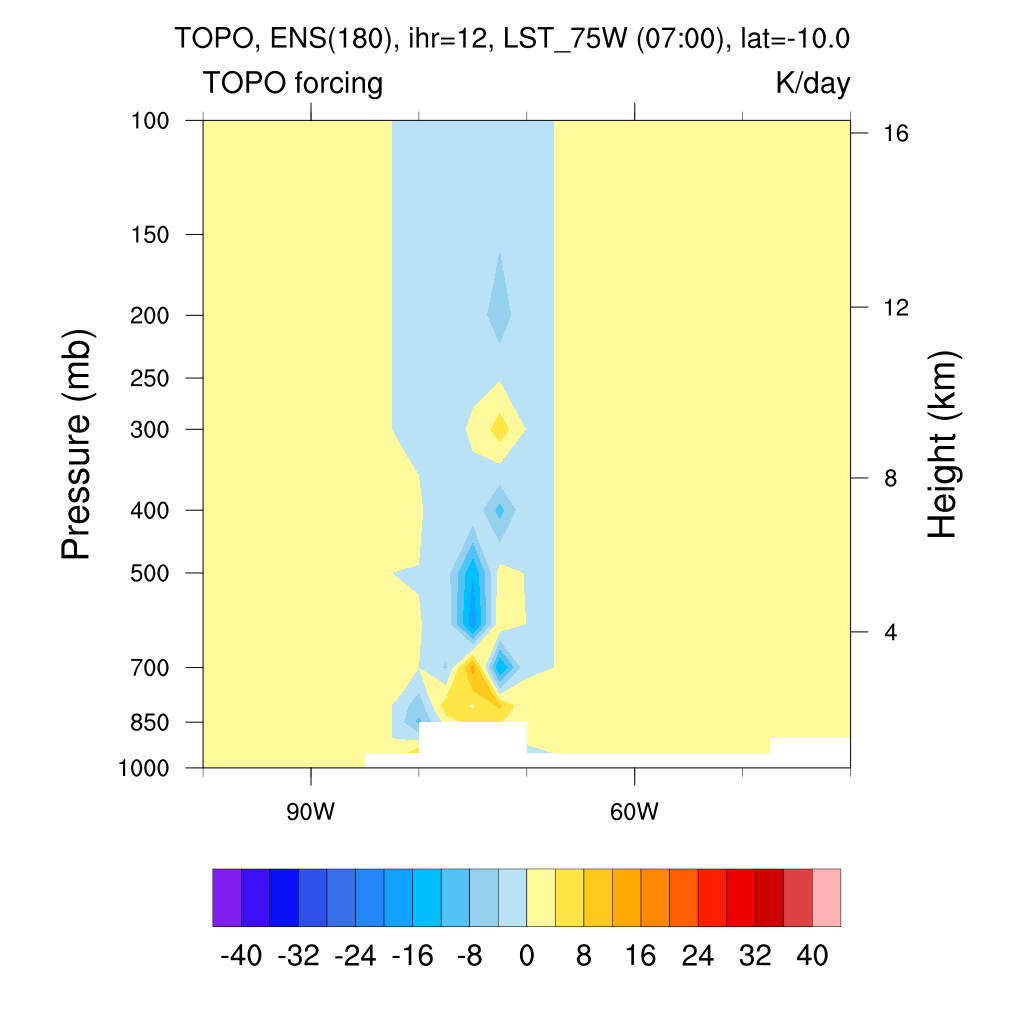 TOPO, ENS(180), ihr=12, LST_75W (07:00), lat=-10.0
TOPO forcing
K/day
100
150
200
250
300
400
500
700
850
1000
Pressure (mb)
16
12
8
4
Height (km)
90W
60W
-40 -32 -24 -16 -8 0 8 16 24 32 40